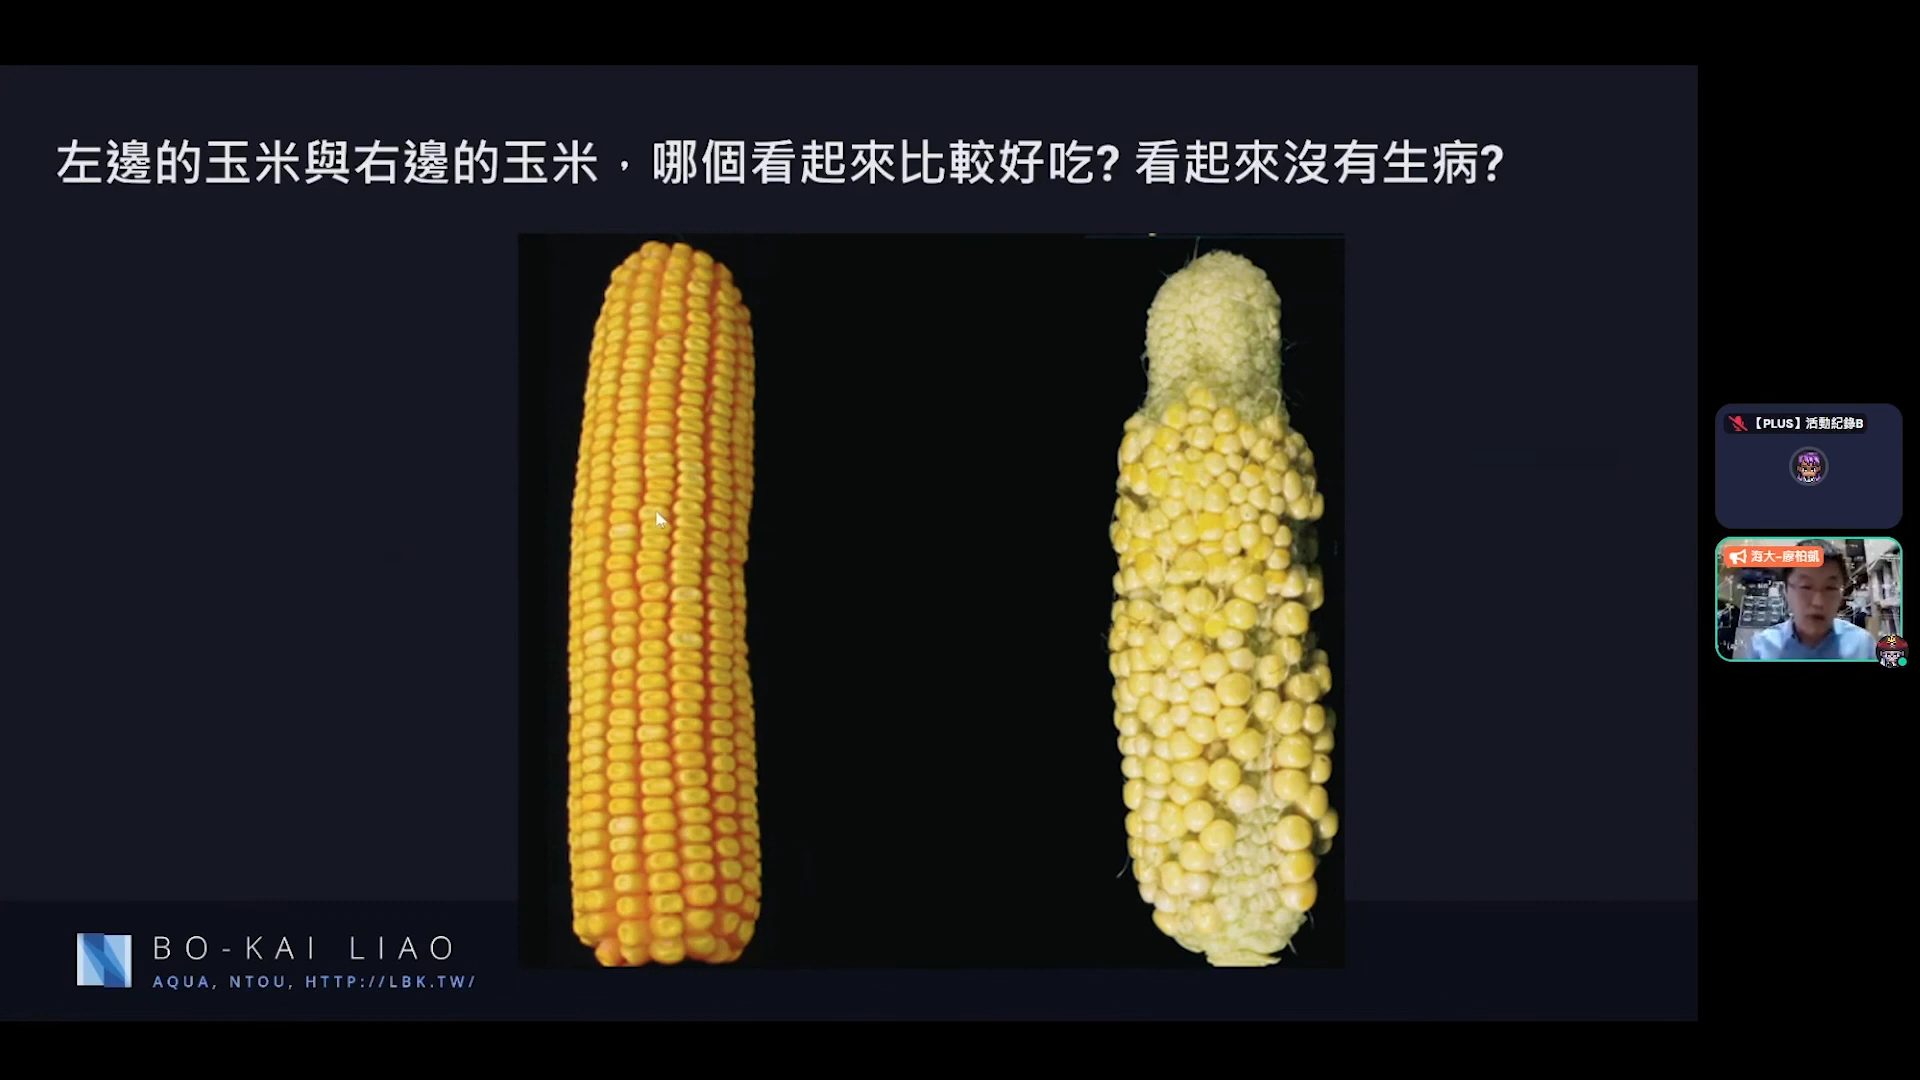 左邊的玉米與右邊的玉米，哪個看起來比較好吃? 看起來沒有生病?
【PLUS】活動紀錄B
海大-廖柏凱
BO-KAI LIAO
AQUA, NTOU, HTTP://LBK.TW/